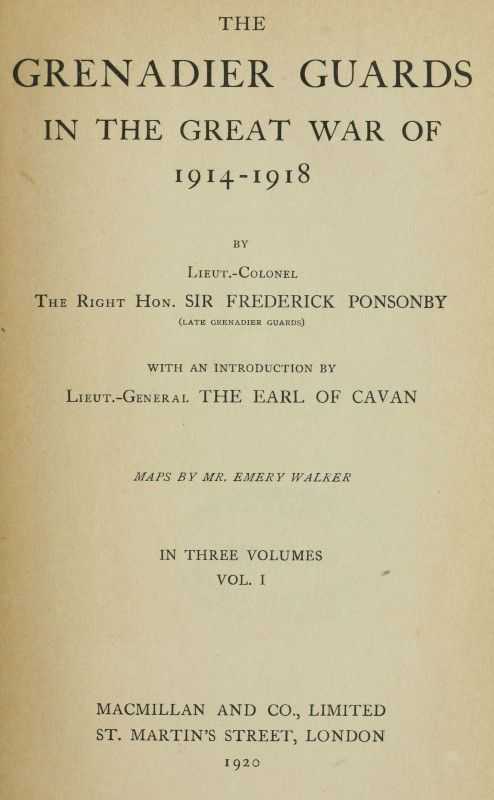 THE
GRENADIER GUARDS
IN THE GREAT WAR OF
1914-1918
BY
LIEUT.-COLONEL
THE RIGHT HON. SIR FREDERICK PONSONBY
(LATE GRENADIER GUARDS)
WITH AN INTRODUCTION BY
LIEUT.-GENERAL THE EARL OF CAVAN
MAPS BY MR. EMERY WALKER
IN THREE VOLUMES
VOL. I
MACMILLAN AND CO., LIMITED
ST. MARTIN'S STREET, LONDON
1920